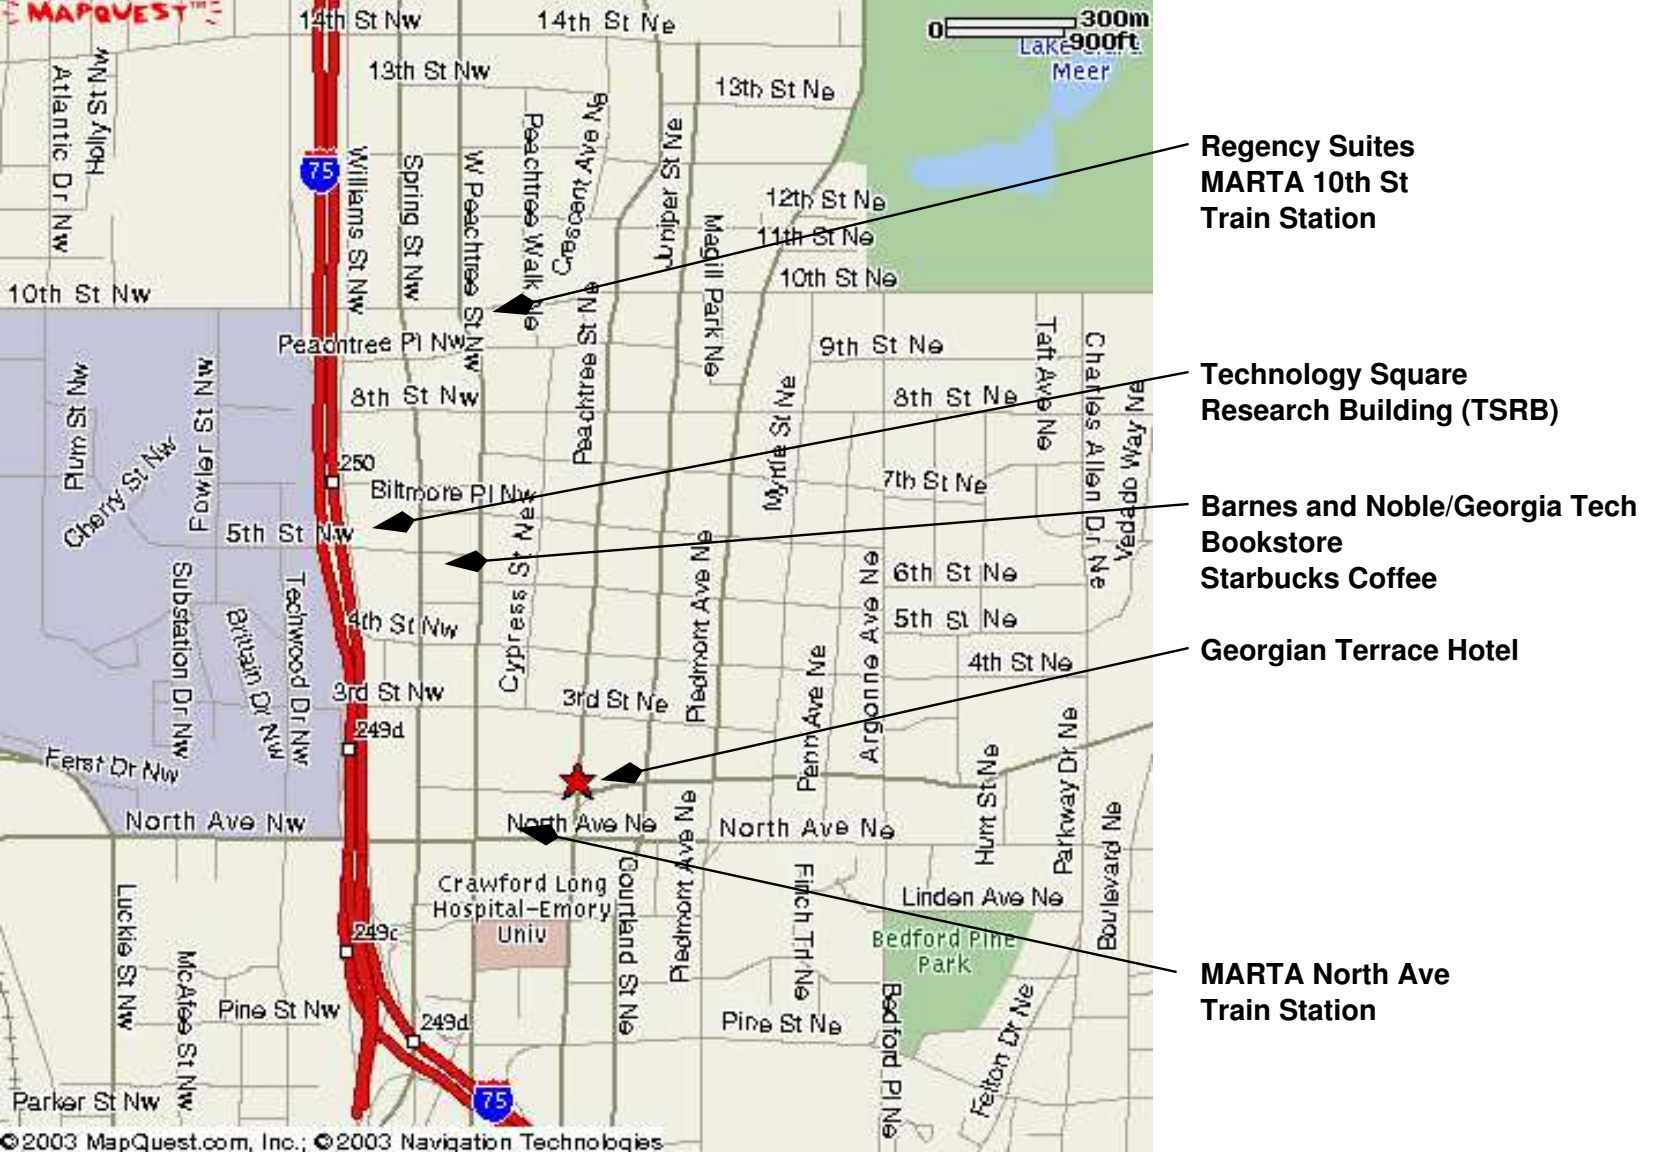 MAPQUEST
14th St Nw
14th St Ne
0
300m
900ft
Meer
13th St Nw
13th St Ne
Atlantic Dr Nw
Holly St Nw
75
Willians St Nw
Spring St Nw
W Peachtree St Nw
Peachtree Walk Ne
Crescent Ave Ne
Juniper St Ne
Magill Park Ne
12th St Ne
11th St Ne
10th St Ne
10th St Nw
Regency Suites
MARTA 10th St
Train Station
Peachtree Pl Nw
Peachtree St Ne
9th St Ne
Taft Ave Ne
Charles Allen Dr Ne
Vedado Way Ne
Technology Square
Research Building (TSRB)
Plum St Nw
Cherry St Nw
Fowler St Nw
8th St Nw
8th St Ne
Myrtle St Ne
250
Biltmore Pl Nw
7th St Ne
5th St Nw
Barnes and Noble/Georgia Tech
Bookstore
Starbucks Coffee
Substation Dr Nw
Brittain Dr Nw
Techwood Dr Nw
4th St Nw
Cypress St Ne
Piedmont Ave Ne
Argonne Ave Ne
6th St Ne
5th St Ne
4th St Ne
Georgian Terrace Hotel
3rd St Nw
3rd St Ne
Penn Ave Ne
249d
Ferst Dr Nw
Hunt St Ne
Parkway Dr Ne
Boulevard Ne
North Ave Nw
North Ave Ne
North Ave Ne
Piedmont Ave Ne
Courtland St Ne
Crawford Long
Hospital-Emory
Univ
Finch Trl Ne
Linden Ave Ne
Bedford Pine
Park
Luckie St Nw
McAfee St Nw
249c
MARTA North Ave
Train Station
Pine St Nw
249d
Pine St Ne
Bedford Pl Ne
Felton Dr Ne
75
Parker St Nw
©2003 MapQuest.com, Inc.; ©2003 Navigation Technologies